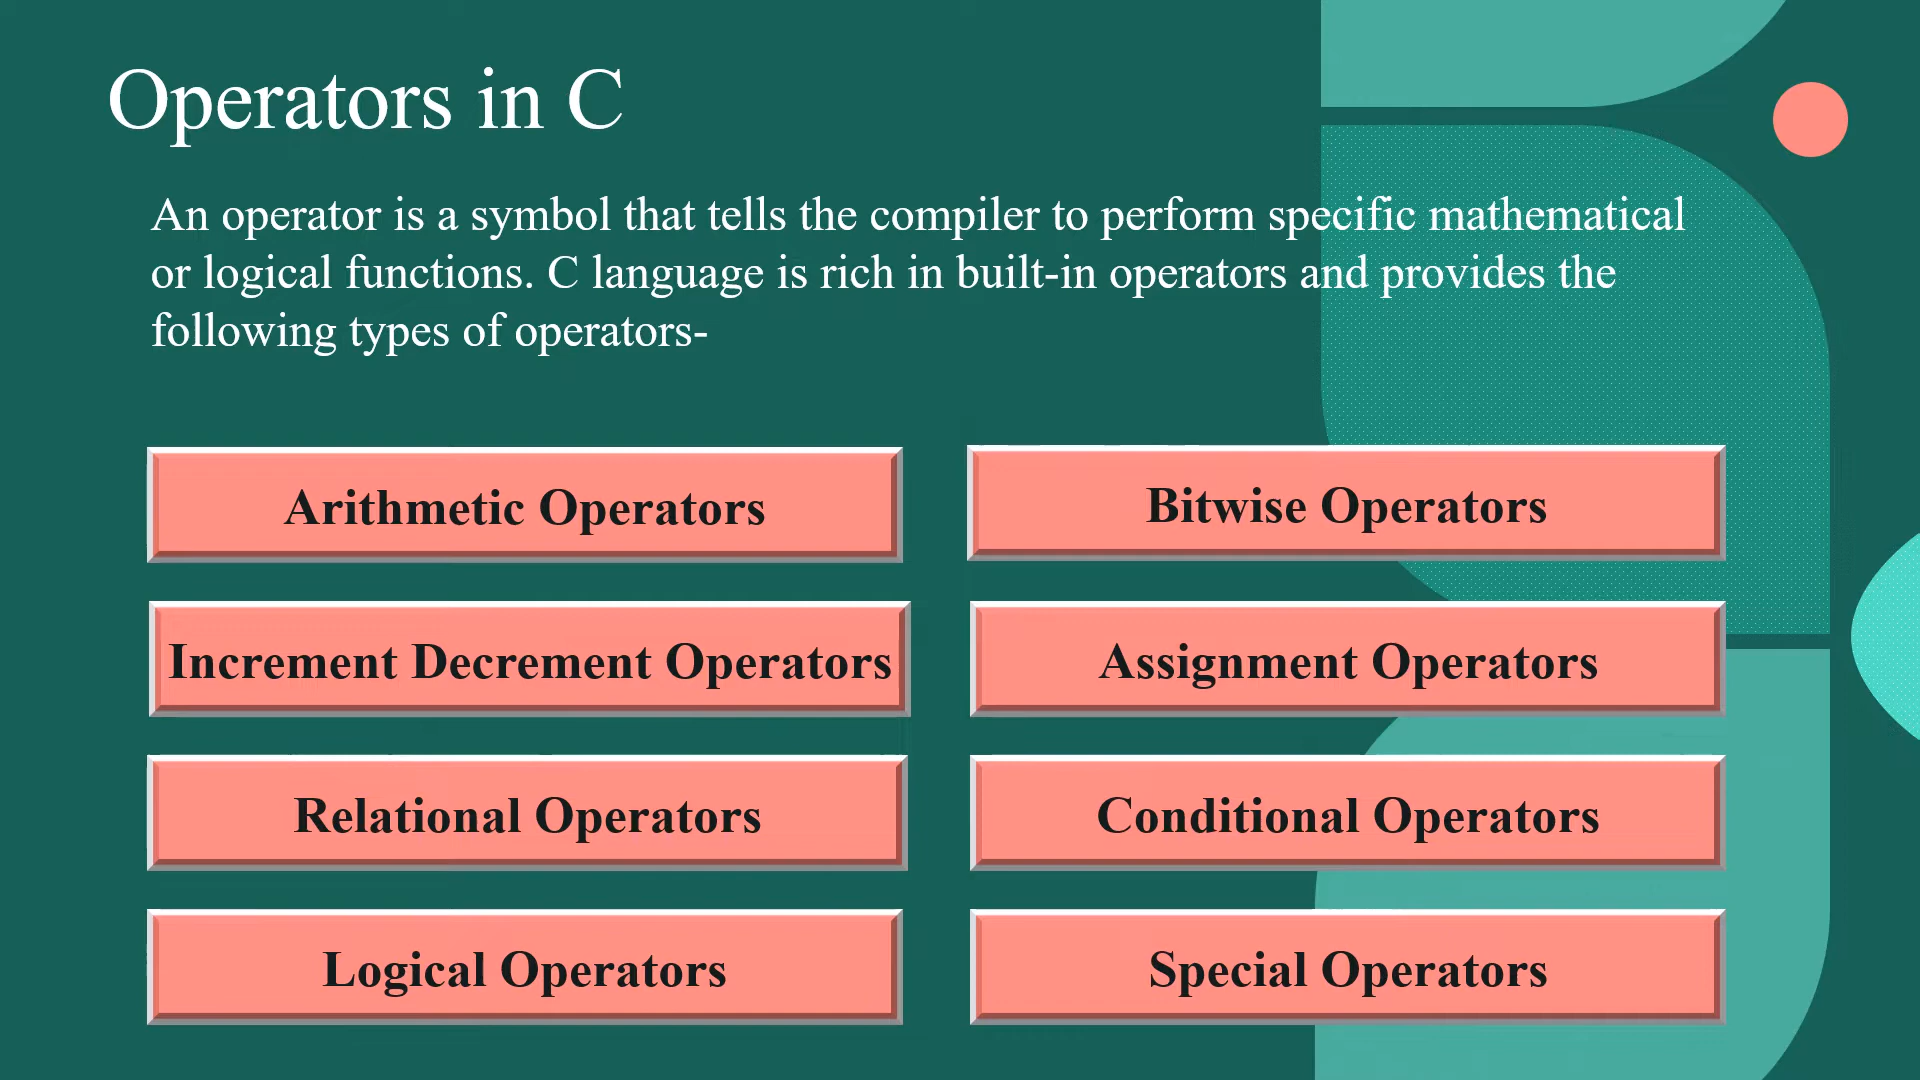 Operators in C
An operator is a symbol that tells the compiler to perform specific mathematical
or logical functions. C language is rich in built-in operators and provides the
following types of operators-
Arithmetic Operators
Bitwise Operators
Increment Decrement Operators
Assignment Operators
Relational Operators
Conditional Operators
Logical Operators
Special Operators